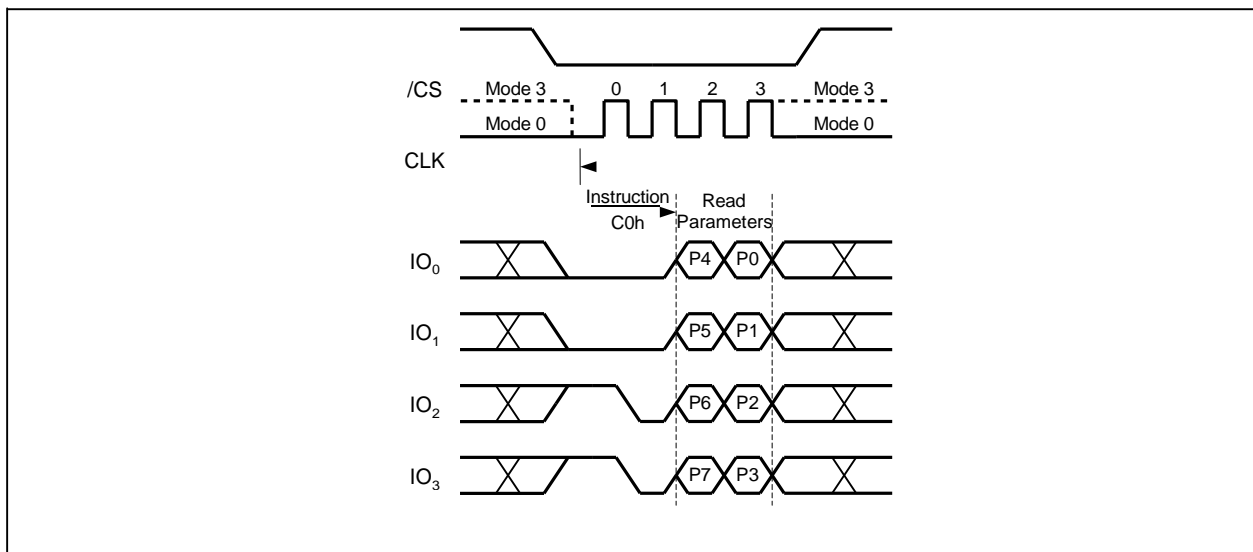 /CS Mode 3 0 1 2 3 Mode 3
Mode 0 Mode 0
CLK
Instruction Read
C0h Parameters
IO₀ P4 P0
IO₁ P5 P1
IO₂ P6 P2
IO₃ P7 P3